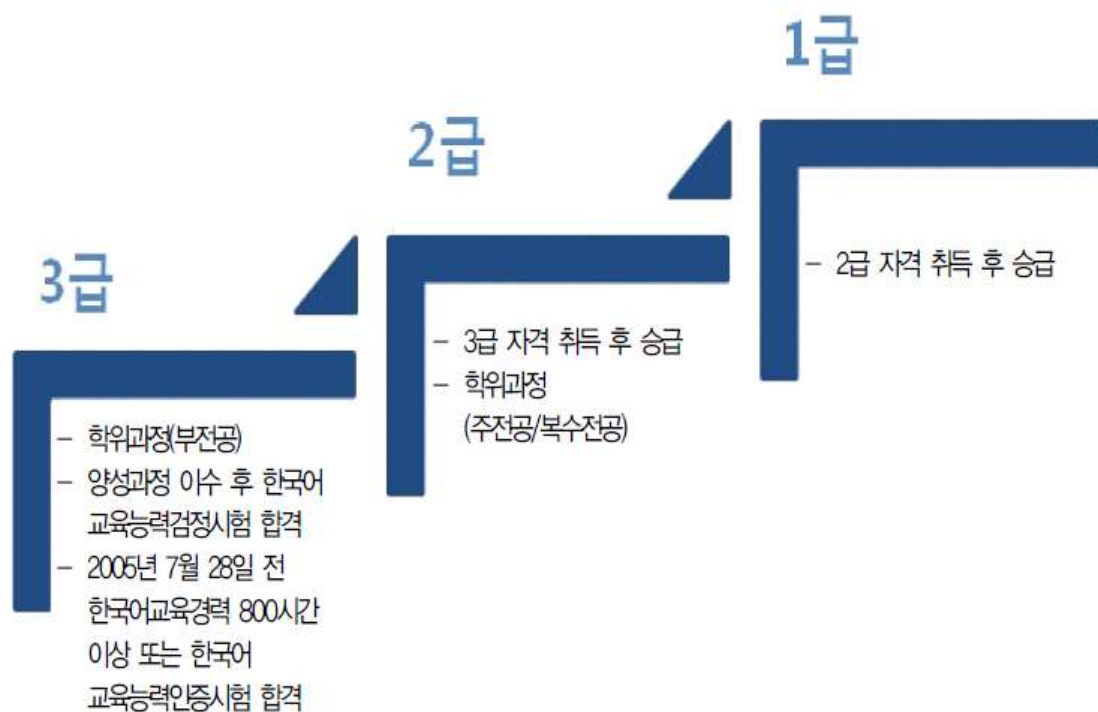 1급
2급
3급
- 2급 자격 취득 후 승급
- 3급 자격 취득 후 승급
- 학위과정
(주전공/복수전공)
- 학위과정(부전공)
- 양성과정 이수 후 한국어
교육능력검정시험 합격
- 2005년 7월 28일 전
한국어교육경력 800시간
이상 또는 한국어
교육능력인증시험 합격